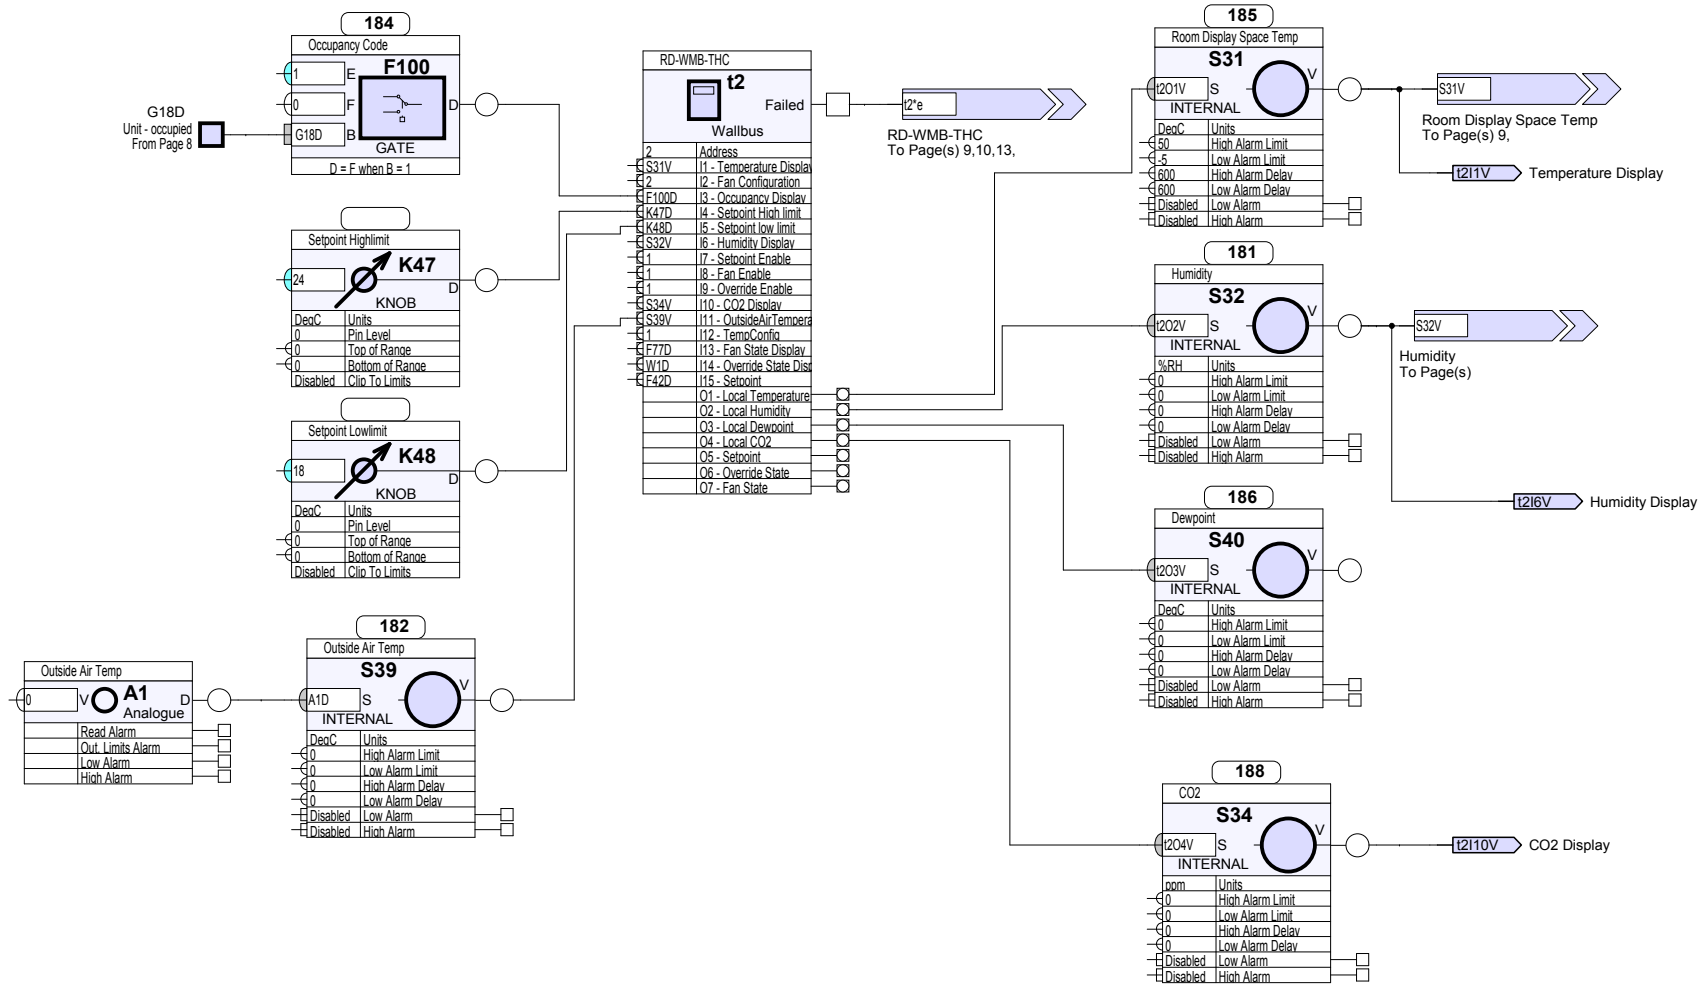 184
Occupancy Code
F100
1 E
0 F D
G18D B
GATE
D = F when B = 1
G18D
Unit - occupied
From Page 8
Setpoint Highlimit
K47
24 D
KNOB
DegC Units
0 Pin Level
0 Top of Range
0 Bottom of Range
Disabled Clip To Limits
Setpoint Lowlimit
K48
18 D
KNOB
DegC Units
0 Pin Level
0 Top of Range
0 Bottom of Range
Disabled Clip To Limits
Outside Air Temp
A1
0 V D
Analogue
Read Alarm
Out. Limits Alarm
Low Alarm
High Alarm
182
Outside Air Temp
S39
V
A1D S
INTERNAL
DegC Units
0 High Alarm Limit
0 Low Alarm Limit
0 High Alarm Delay
0 Low Alarm Delay
Disabled Low Alarm
Disabled High Alarm
RD-WMB-THC
t2
Failed
Wallbus
2 Address
S31V I1 - Temperature Display
2 I2 - Fan Configuration
F100D I3 - Occupancy Display
K47D I4 - Setpoint High limit
K48D I5 - Setpoint low limit
S32V I6 - Humidity Display
1 I7 - Setpoint Enable
1 I8 - Fan Enable
1 I9 - Override Enable
S34V I10 - CO2 Display
S39V I11 - OutsideAirTempera
1 I12 - TempConfig
F77D I13 - Fan State Display
W1D I14 - Override State Disp
F42D I15 - Setpoint
O1 - Local Temperature
O2 - Local Humidity
O3 - Local Dewpoint
O4 - Local CO2
O5 - Setpoint
O6 - Override State
O7 - Fan State
t2*e
RD-WMB-THC
To Page(s) 9,10,13,
185
Room Display Space Temp
S31
V
t2O1V S
INTERNAL
DegC Units
50 High Alarm Limit
-5 Low Alarm Limit
600 High Alarm Delay
600 Low Alarm Delay
Disabled Low Alarm
Disabled High Alarm
S31V
Room Display Space Temp
To Page(s) 9,
t2I1V Temperature Display
181
Humidity
S32
V
t2O2V S
INTERNAL
%RH Units
0 High Alarm Limit
0 Low Alarm Limit
0 High Alarm Delay
0 Low Alarm Delay
Disabled Low Alarm
Disabled High Alarm
S32V
Humidity
To Page(s)
t2I6V Humidity Display
186
Dewpoint
S40
V
t2O3V S
INTERNAL
DegC Units
0 High Alarm Limit
0 Low Alarm Limit
0 High Alarm Delay
0 Low Alarm Delay
Disabled Low Alarm
Disabled High Alarm
188
CO2
S34
V
t2O4V S
INTERNAL
ppm Units
0 High Alarm Limit
0 Low Alarm Limit
0 High Alarm Delay
0 Low Alarm Delay
Disabled Low Alarm
Disabled High Alarm
t2I10V CO2 Display